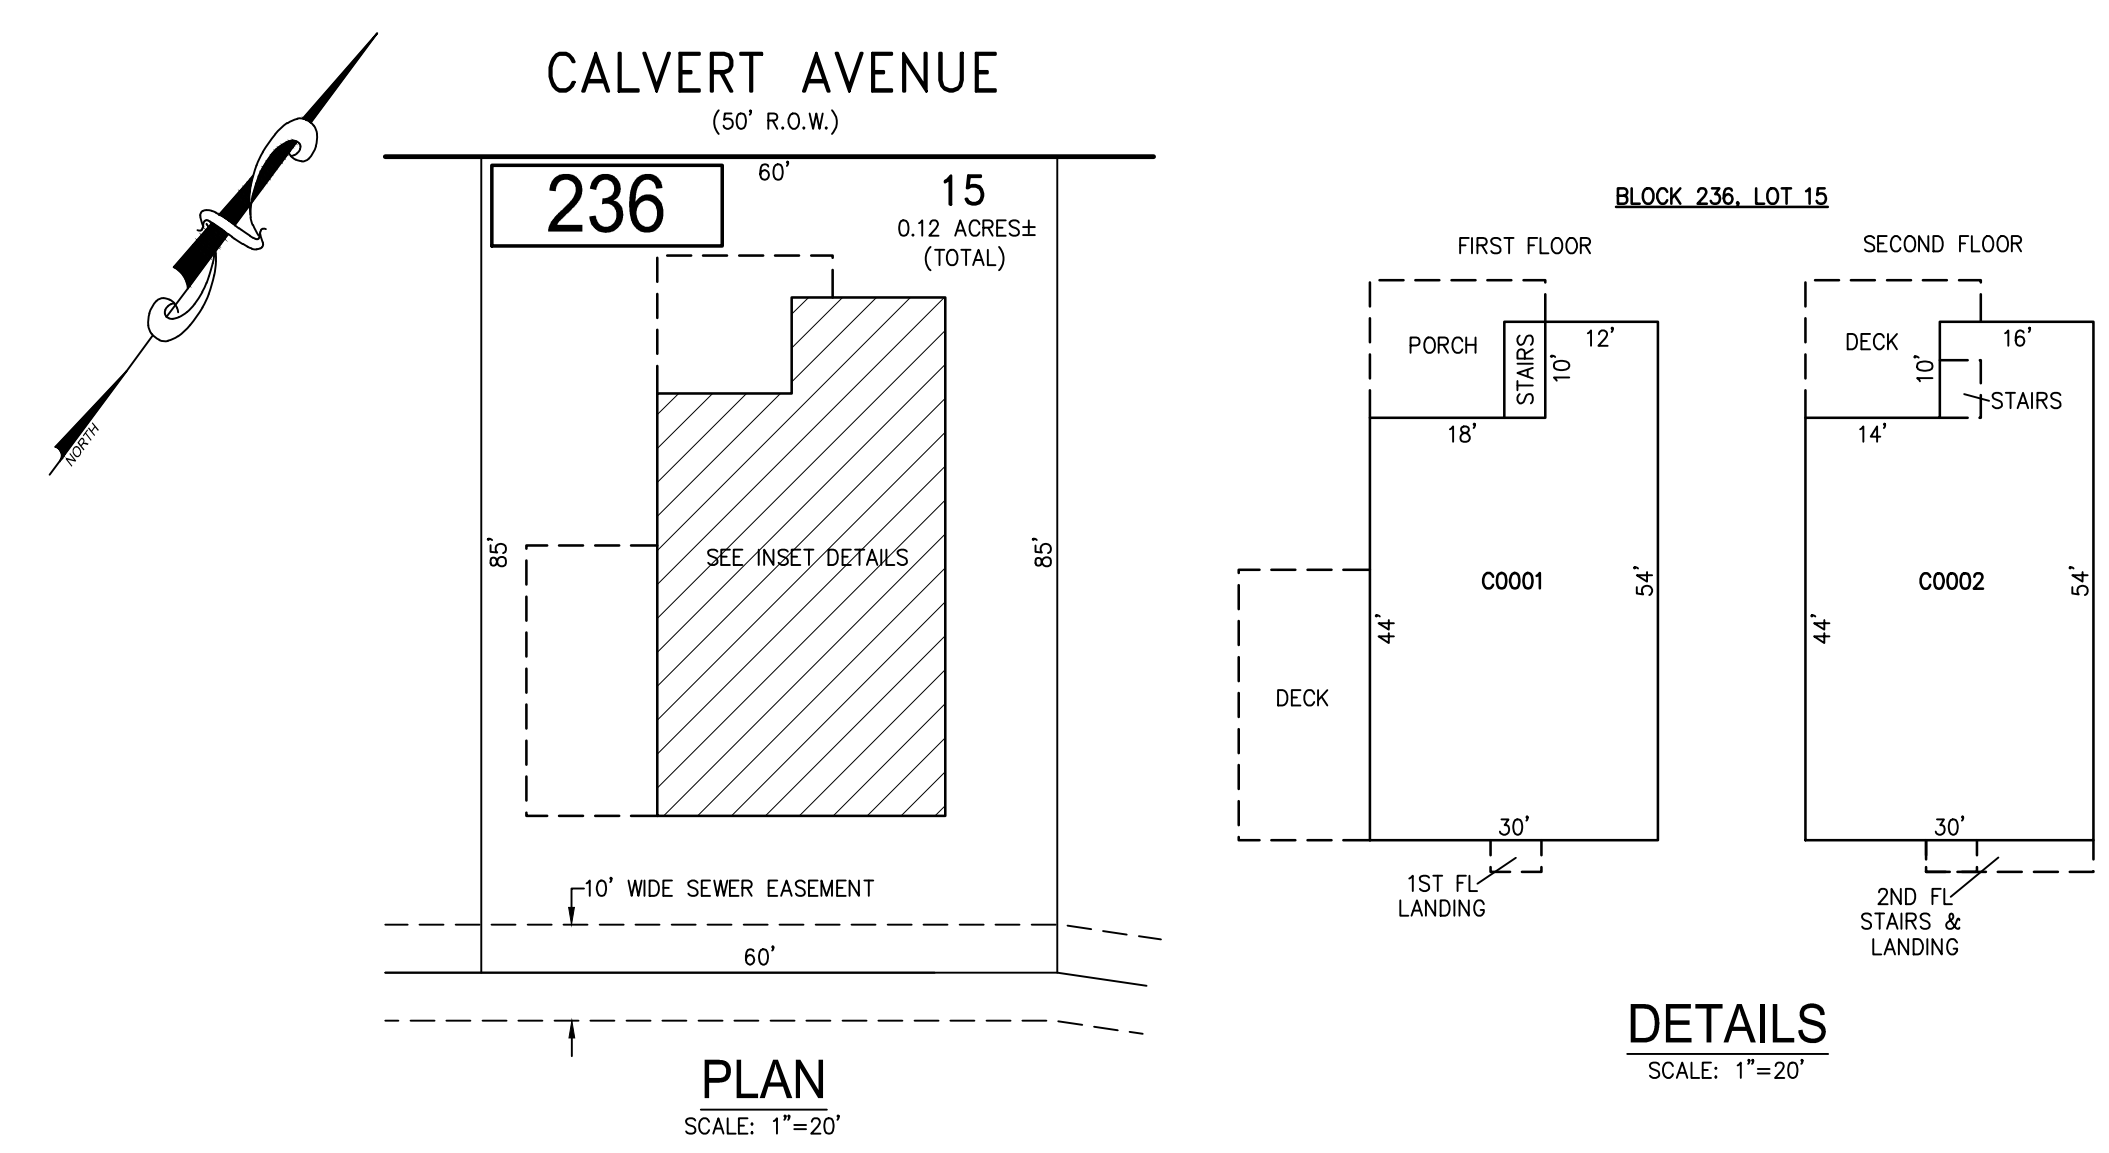 CALVERT AVENUE
(50' R.O.W.)
NORTH
236
60'
15
0.12 ACRES±
(TOTAL)
85'
SEE INSET DETAILS
85'
10' WIDE SEWER EASEMENT
60'
PLAN
SCALE: 1"=20'
BLOCK 236, LOT 15
FIRST FLOOR
PORCH
STAIRS
12'
10'
18'
C0001
54'
44'
DECK
30'
1ST FL
LANDING
SECOND FLOOR
DECK
16'
10'
STAIRS
14'
C0002
54'
44'
30'
2ND FL
STAIRS &
LANDING
DETAILS
SCALE: 1"=20'